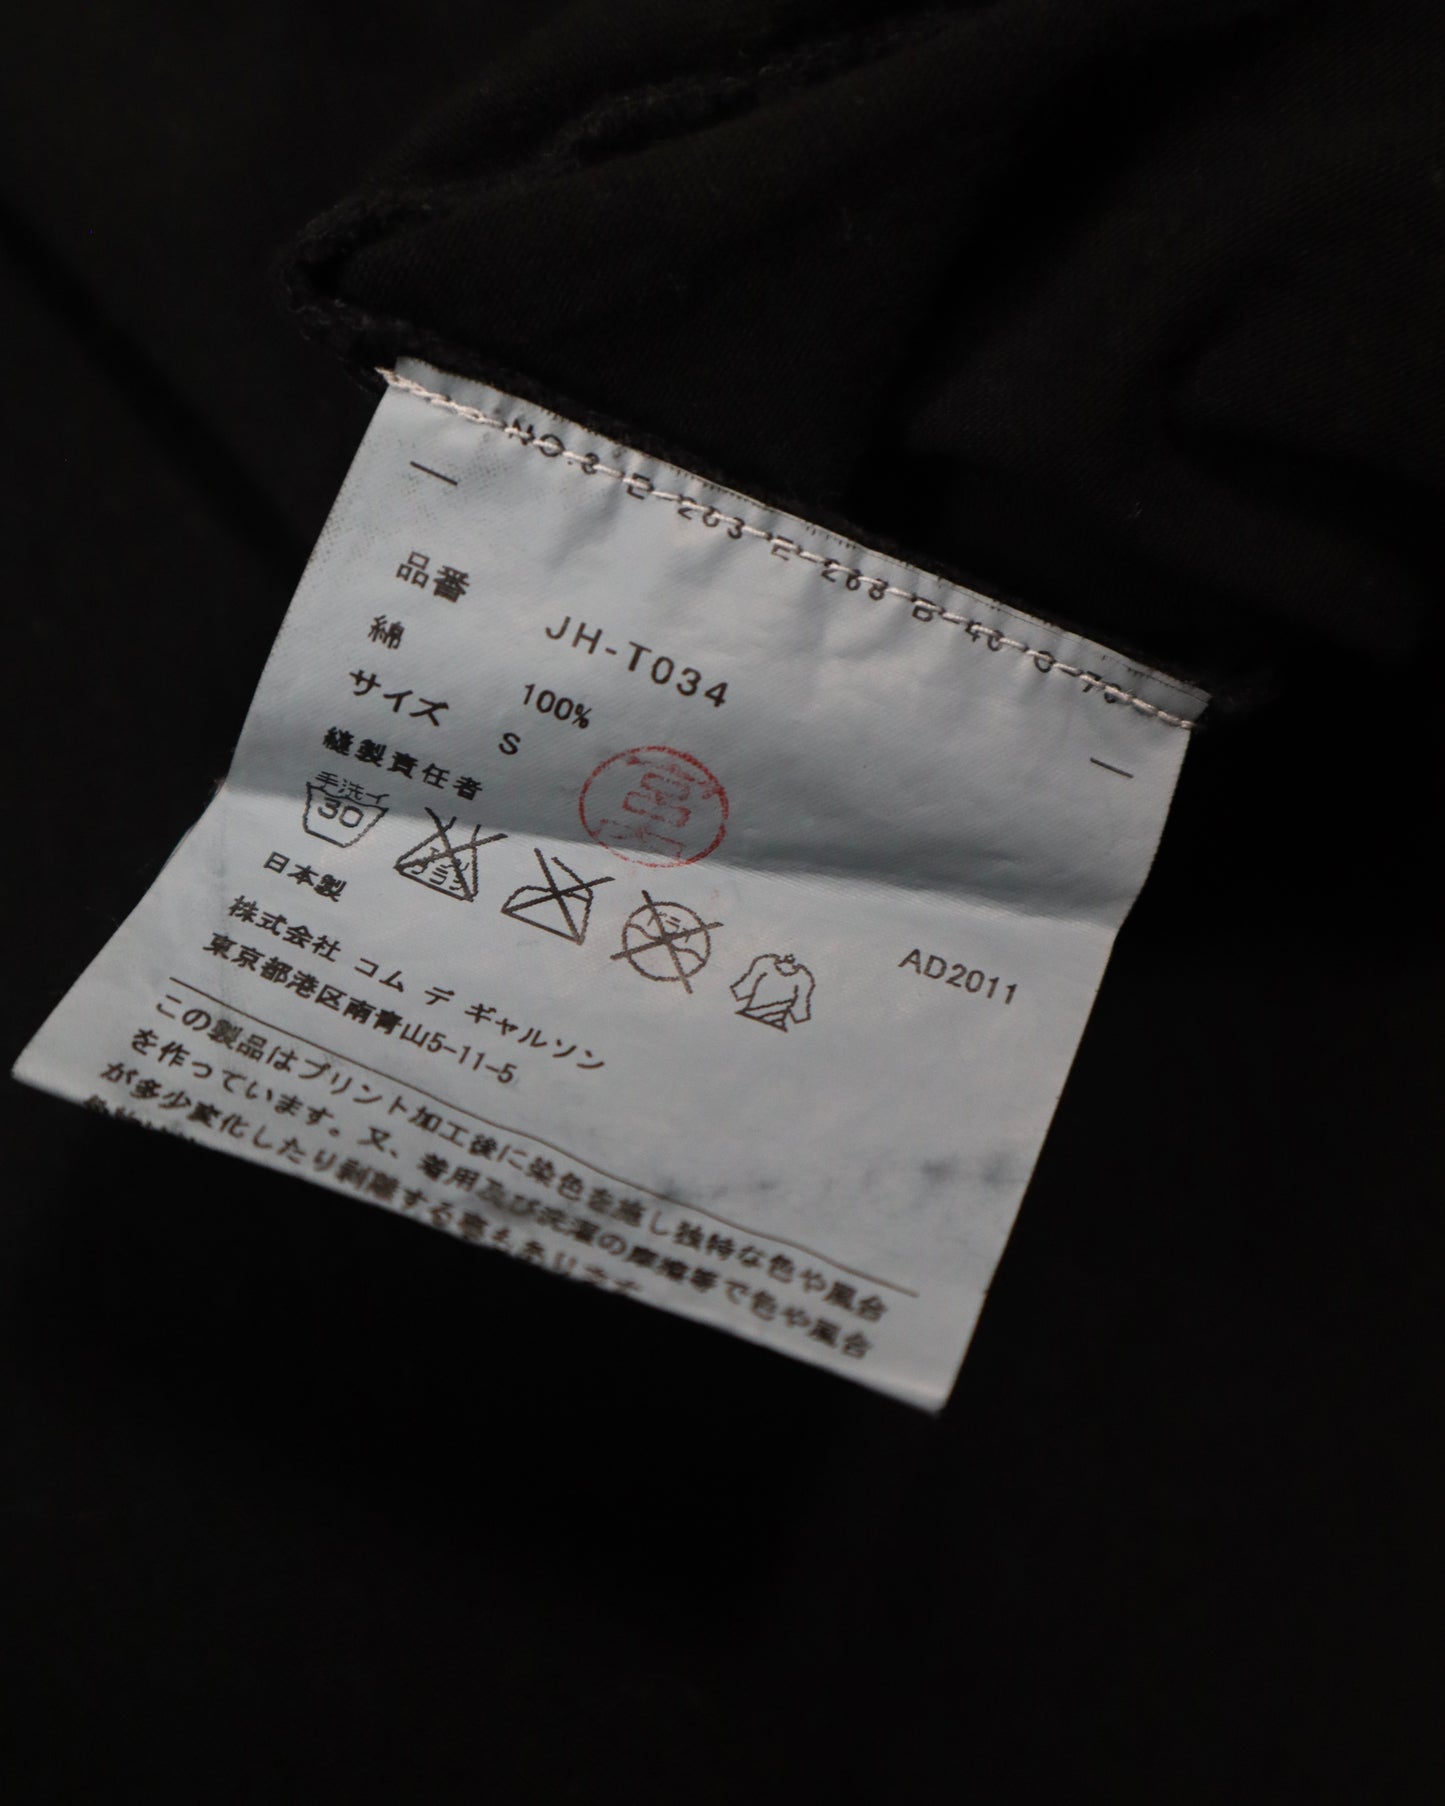 品番 JH-T034
綿 100%
サイズ S
縫製責任者
手洗イ
30
ドライ
日本製
AD2011
株式会社 コム デ ギャルソン
東京都港区南青山5-11-5
この製品はプリント加工後に染色を施し独特な色や風合
を作っています。又、着用及び洗濯の摩擦等で色や風合
が多少変化したり剥離する事もあります